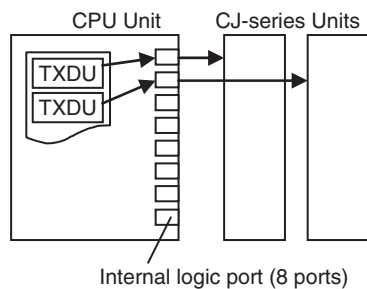 CPU Unit
CJ-series Units
TXDU
TXDU
Internal logic port (8 ports)